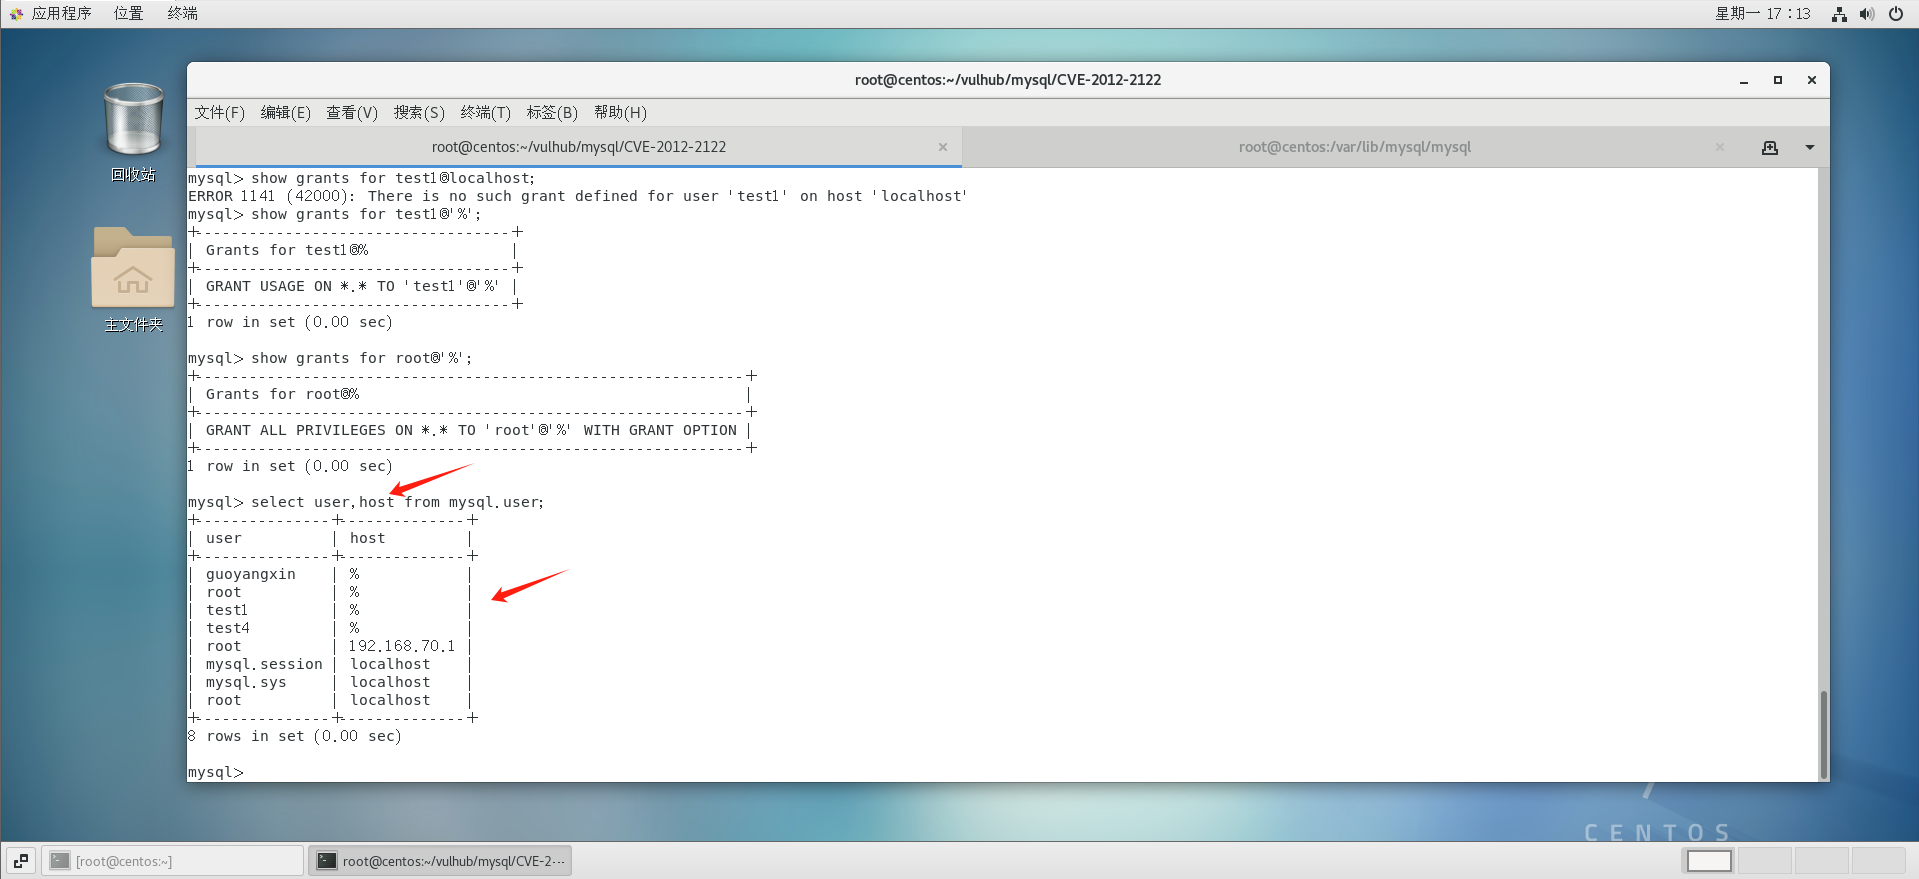 应用程序 位置 终端 星期一 17：13
root@centos:~/vulhub/mysql/CVE-2012-2122
文件(F) 编辑(E) 查看(V) 搜索(S) 终端(T) 标签(B) 帮助(H)
root@centos:~/vulhub/mysql/CVE-2012-2122 root@centos:/var/lib/mysql/mysql
回收站
主文件夹
mysql> show grants for test1@localhost;
ERROR 1141 (42000): There is no such grant defined for user 'test1' on host 'localhost'
mysql> show grants for test1@'%';
+-----------------------------------+
| Grants for test1@%                |
+-----------------------------------+
| GRANT USAGE ON *.* TO 'test1'@'%' |
+-----------------------------------+
1 row in set (0.00 sec)
mysql> show grants for root@'%';
+-------------------------------------------------------------+
| Grants for root@%                                           |
+-------------------------------------------------------------+
| GRANT ALL PRIVILEGES ON *.* TO 'root'@'%' WITH GRANT OPTION |
+-------------------------------------------------------------+
1 row in set (0.00 sec)
mysql> select user,host from mysql.user;
+---------------+--------------+
| user          | host         |
+---------------+--------------+
| guoyangxin    | %            |
| root          | %            |
| test1         | %            |
| test4         | %            |
| root          | 192.168.70.1 |
| mysql.session | localhost    |
| mysql.sys     | localhost    |
| root          | localhost    |
+---------------+--------------+
8 rows in set (0.00 sec)
mysql>
CENTOS
[root@centos:~] root@centos:~/vulhub/mysql/CVE-2···